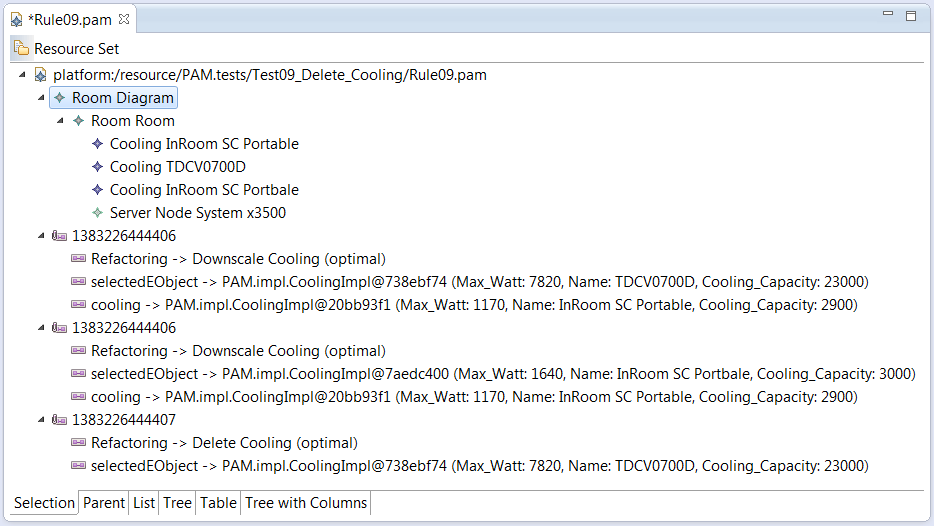 *Rule09.pam
Resource Set
platform:/resource/PAM.tests/Test09_Delete_Cooling/Rule09.pam
Room Diagram
Room Room
Cooling InRoom SC Portable
Cooling TDCV0700D
Cooling InRoom SC Portbale
Server Node System x3500
1383226444406
Refactoring -> Downscale Cooling (optimal)
selectedEObject -> PAM.impl.CoolingImpl@738ebf74 (Max_Watt: 7820, Name: TDCV0700D, Cooling_Capacity: 23000)
cooling -> PAM.impl.CoolingImpl@20bb93f1 (Max_Watt: 1170, Name: InRoom SC Portable, Cooling_Capacity: 2900)
1383226444406
Refactoring -> Downscale Cooling (optimal)
selectedEObject -> PAM.impl.CoolingImpl@7aedc400 (Max_Watt: 1640, Name: InRoom SC Portbale, Cooling_Capacity: 3000)
cooling -> PAM.impl.CoolingImpl@20bb93f1 (Max_Watt: 1170, Name: InRoom SC Portable, Cooling_Capacity: 2900)
1383226444407
Refactoring -> Delete Cooling (optimal)
selectedEObject -> PAM.impl.CoolingImpl@738ebf74 (Max_Watt: 7820, Name: TDCV0700D, Cooling_Capacity: 23000)
Selection Parent List Tree Table Tree with Columns